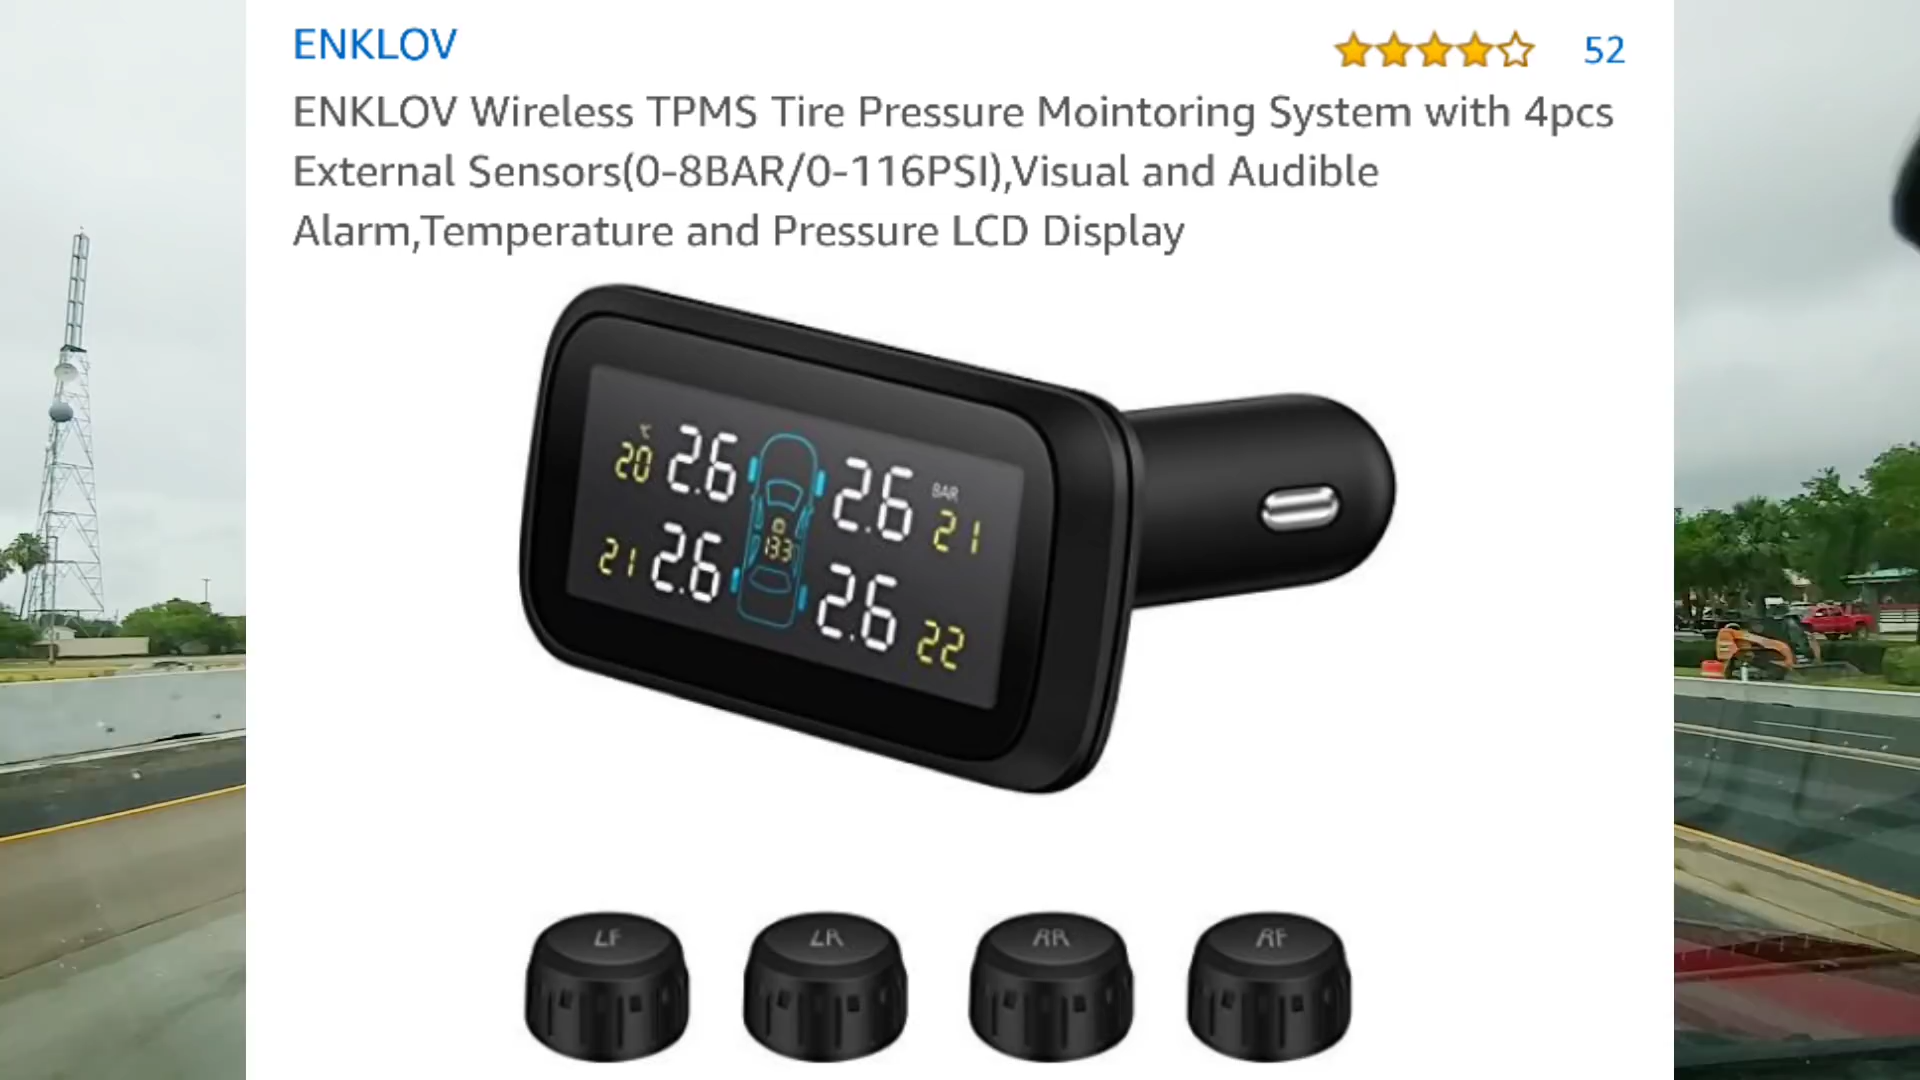 ENKLOV
52
ENKLOV Wireless TPMS Tire Pressure Mointoring System with 4pcs
External Sensors(0-8BAR/0-116PSI),Visual and Audible
Alarm,Temperature and Pressure LCD Display
℃
20 2.6 2.6 BAR 21
133
21 2.6 2.6 22
LF LR RR RF